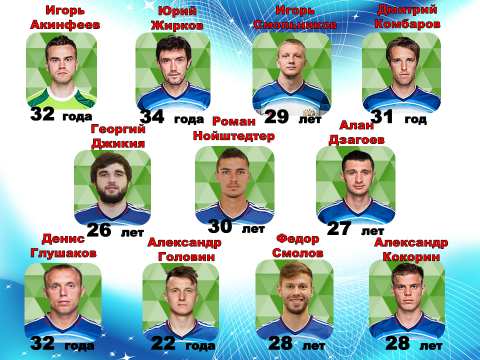 Игорь
Акинфеев
Юрий
Жирков
Игорь
Смольников
Дмитрий
Комбаров
32 года
34 года
29 лет
31 год
Георгий
Джикия
Роман
Нойштедтер
Алан
Дзагоев
26 лет
30 лет
27 лет
Денис
Глушаков
Александр
Головин
Федор
Смолов
Александр
Кокорин
32 года
22 года
28 лет
28 лет